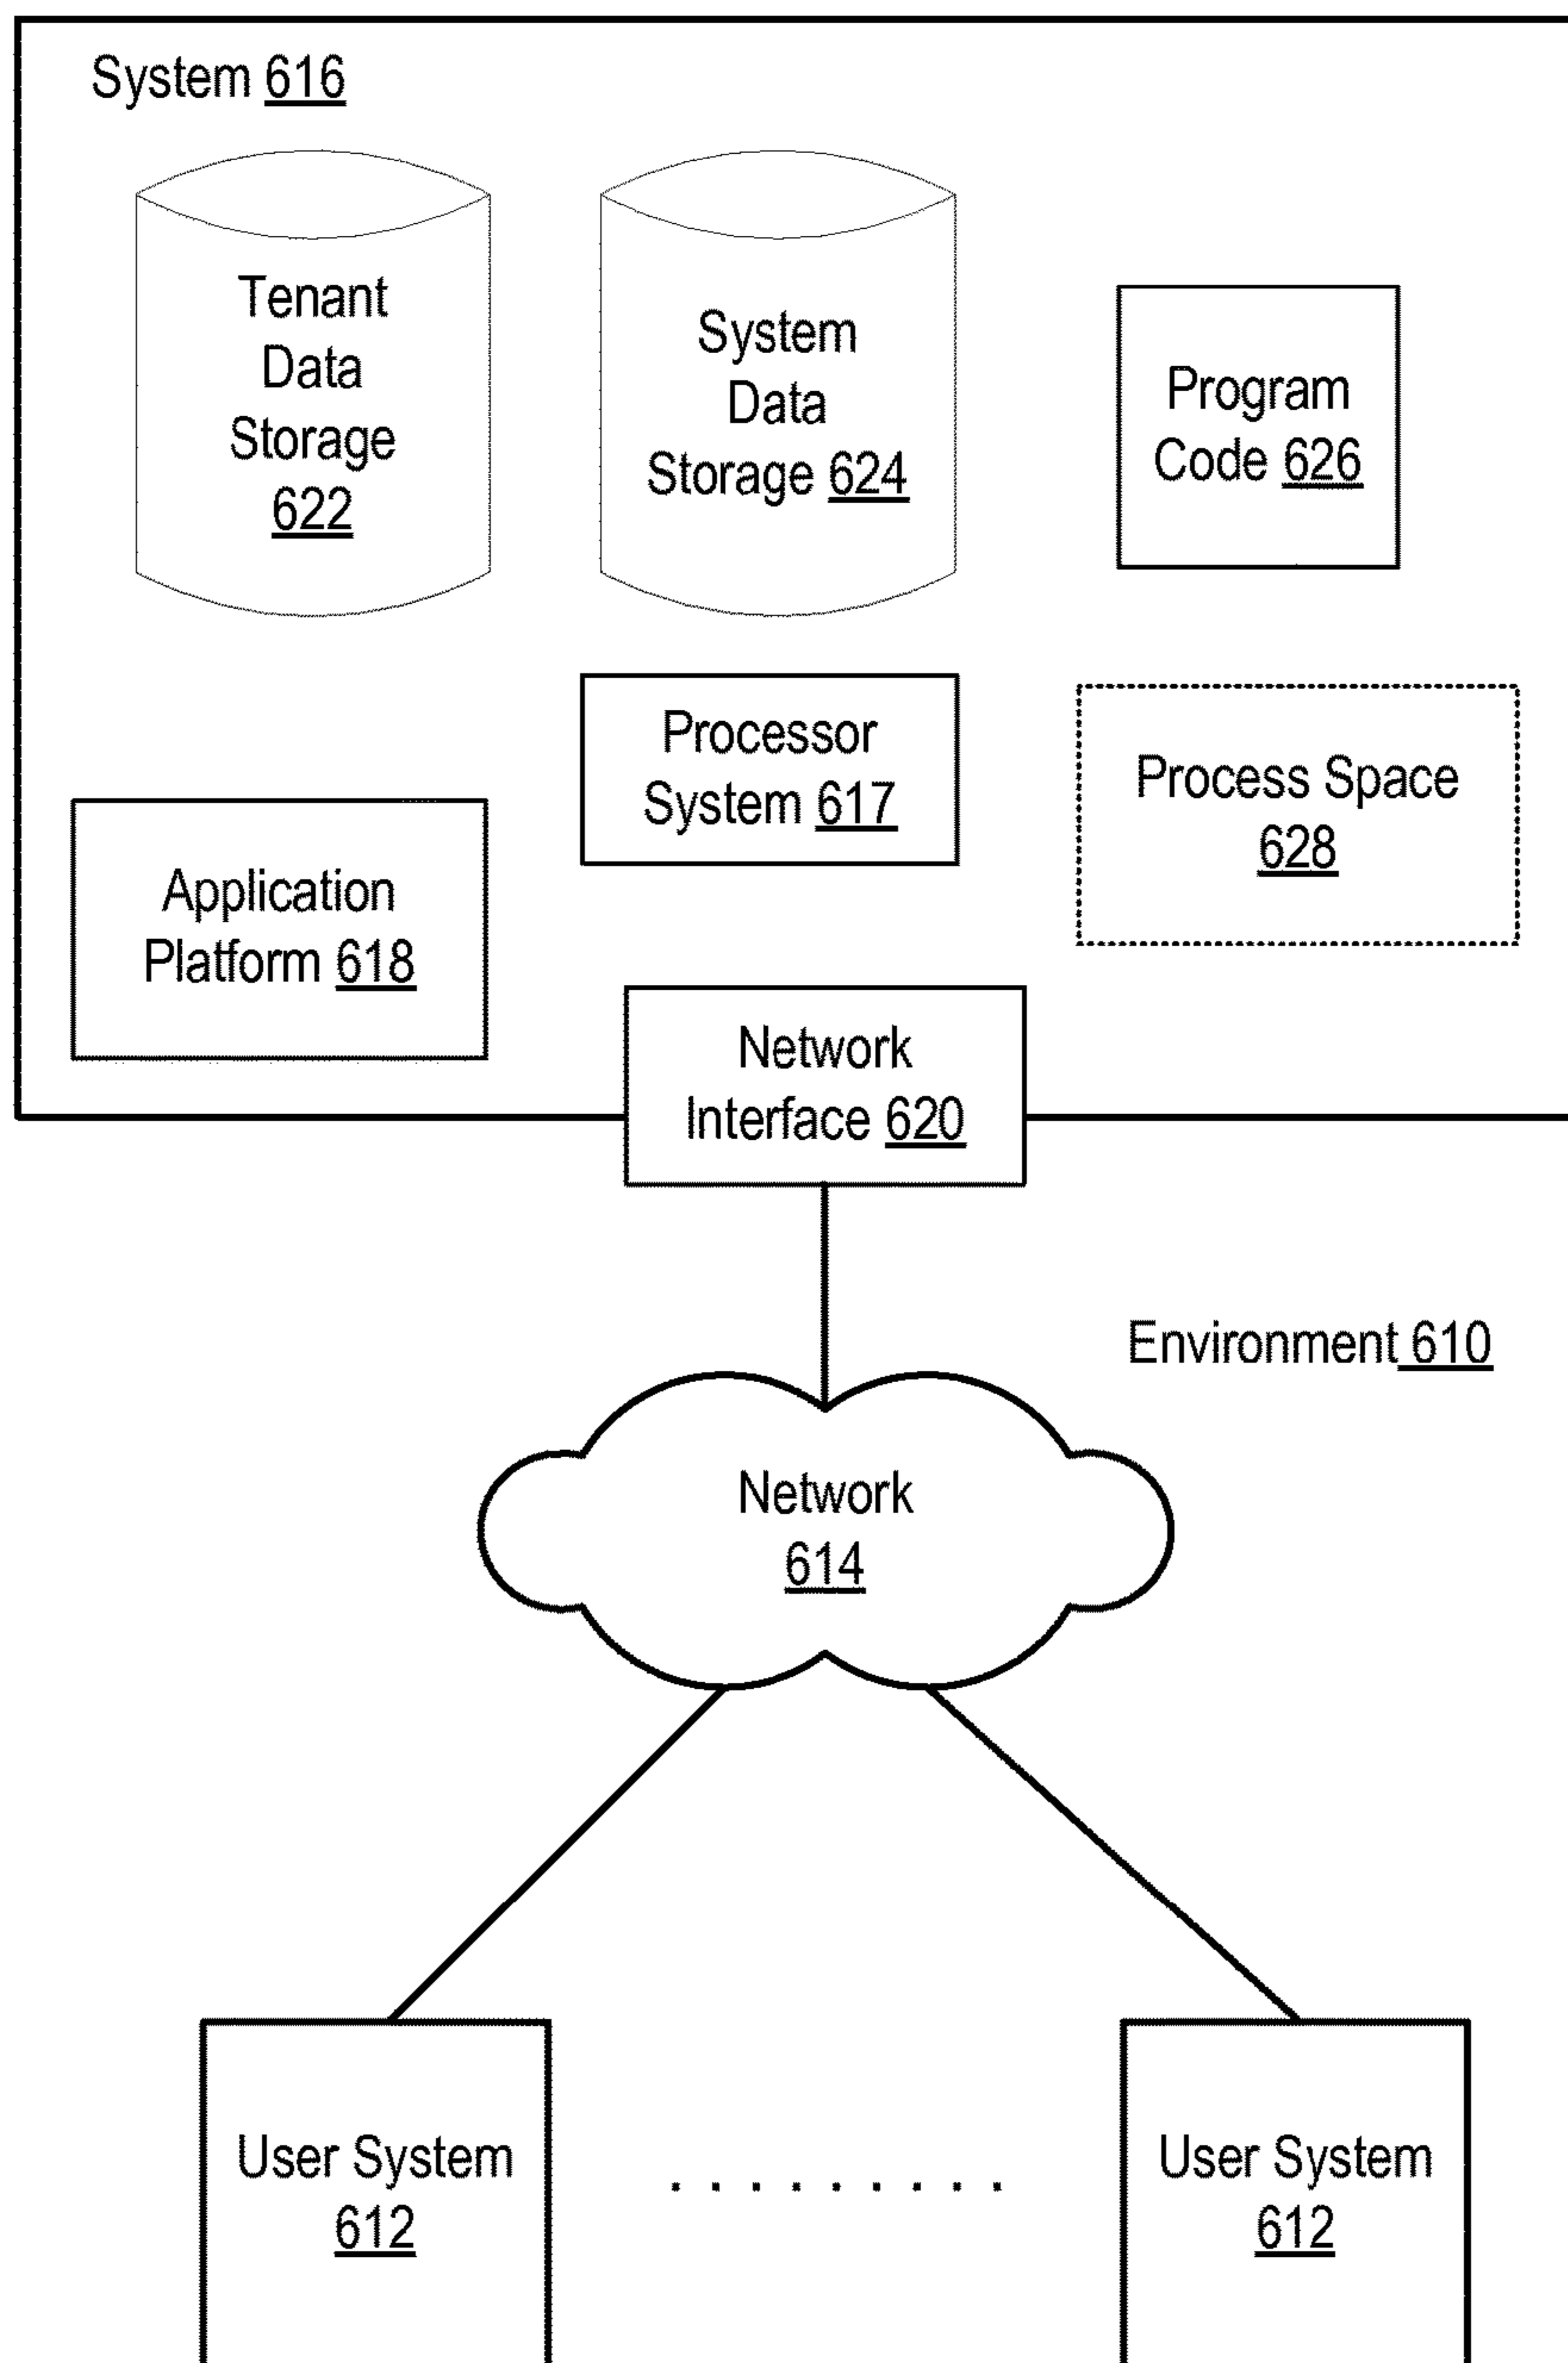 System 616
Tenant
Data
Storage
622
System
Data
Storage 624
Program
Code 626
Processor
System 617
Process Space
628
Application
Platform 618
Network
Interface 620
Environment 610
Network
614
User System
612
User System
612